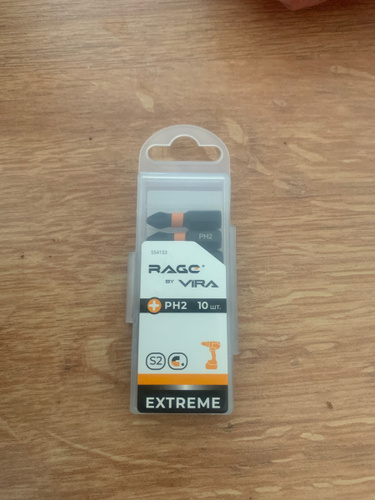 PH2
RAGE
BY VIRA
PH2 10 шт.
S2
EXTREME